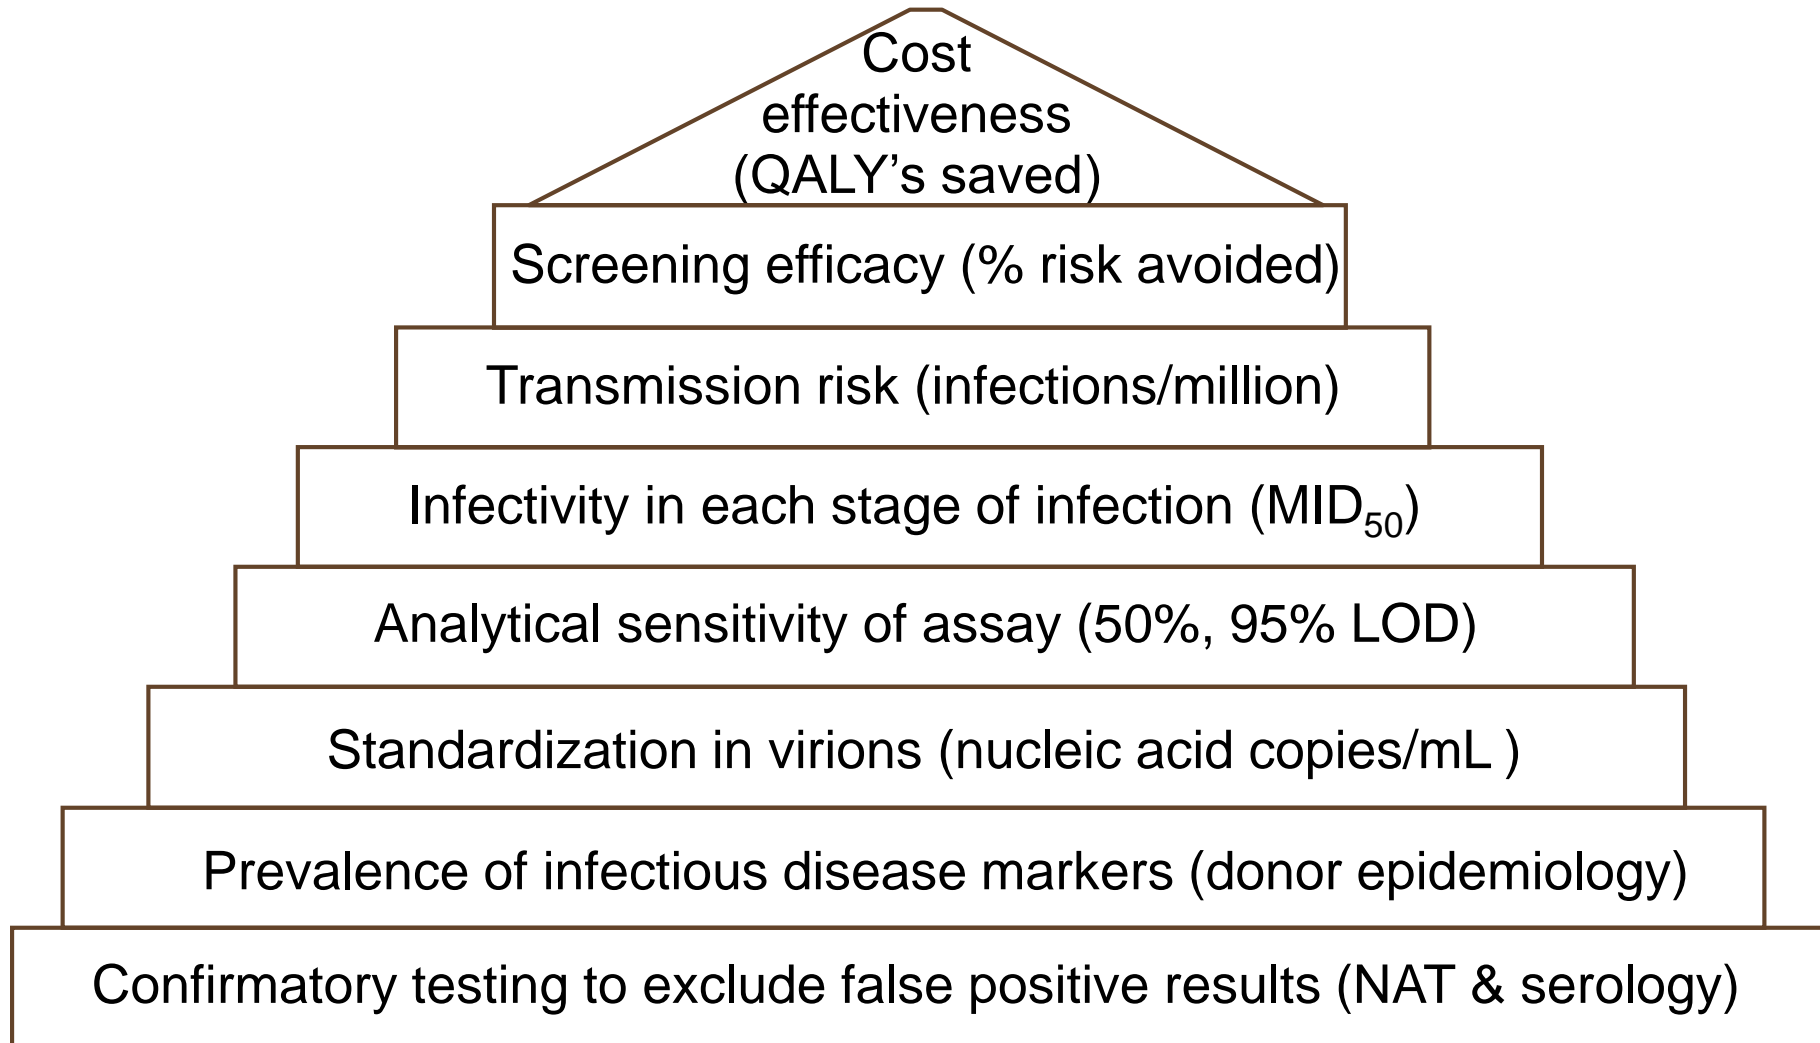 Cost
effectiveness
(QALY’s saved)
Screening efficacy (% risk avoided)
Transmission risk (infections/million)
Infectivity in each stage of infection (MID₅₀)
Analytical sensitivity of assay (50%, 95% LOD)
Standardization in virions (nucleic acid copies/mL )
Prevalence of infectious disease markers (donor epidemiology)
Confirmatory testing to exclude false positive results (NAT & serology)